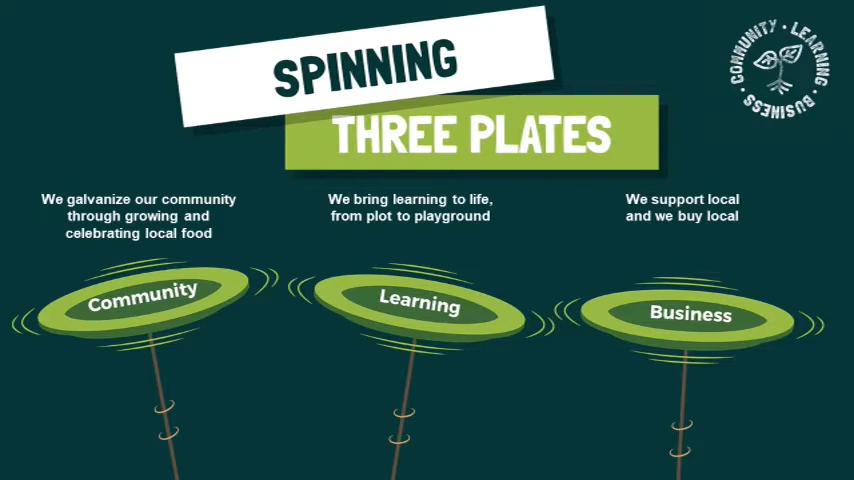 SPINNING
THREE PLATES
COMMUNITY · LEARNING · BUSINESS ·
We galvanize our community
through growing and
celebrating local food
We bring learning to life,
from plot to playground
We support local
and we buy local
Community
Learning
Business